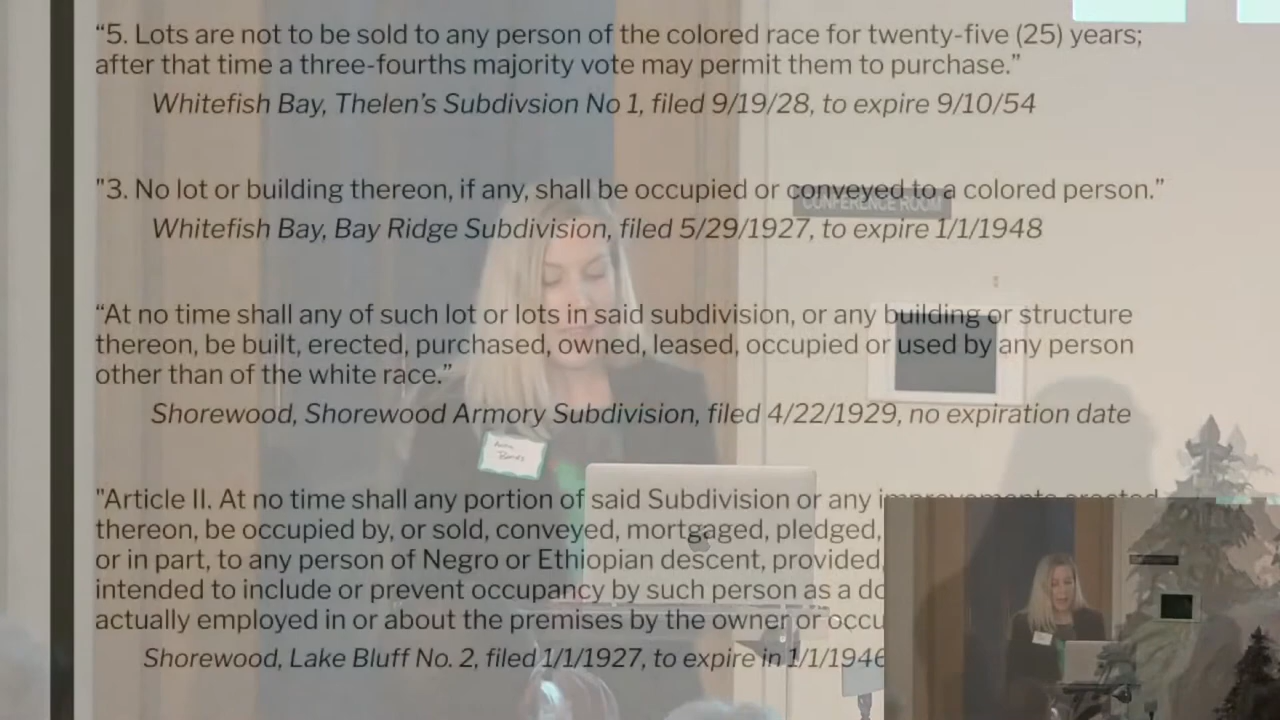 “5. Lots are not to be sold to any person of the colored race for twenty-five (25) years;
after that time a three-fourths majority vote may permit them to purchase.”
Whitefish Bay, Thelen’s Subdivsion No 1, filed 9/19/28, to expire 9/10/54
"3. No lot or building thereon, if any, shall be occupied or conveyed to a colored person.”
CONFERENCE ROOM
Whitefish Bay, Bay Ridge Subdivision, filed 5/29/1927, to expire 1/1/1948
“At no time shall any of such lot or lots in said subdivision, or any building or structure
thereon, be built, erected, purchased, owned, leased, occupied or used by any person
other than of the white race.”
Shorewood, Shorewood Armory Subdivision, filed 4/22/1929, no expiration date
"Article II. At no time shall any portion of said Subdivision or any improvements erected
thereon, be occupied by, or sold, conveyed, mortgaged, pledged,
or in part, to any person of Negro or Ethiopian descent, provided,
intended to include or prevent occupancy by such person as a do
actually employed in or about the premises by the owner or occu
Shorewood, Lake Bluff No. 2, filed 1/1/1927, to expire in 1/1/1946